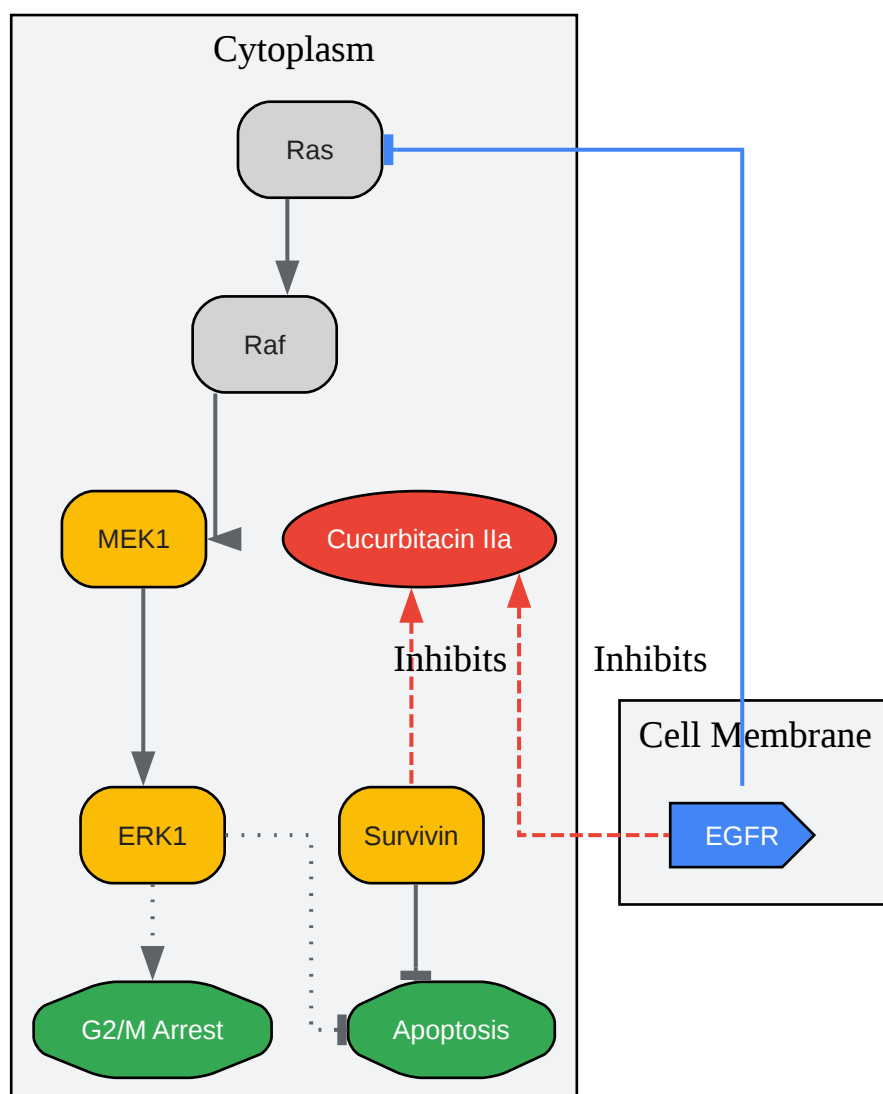 Cytoplasm
Ras
Raf
MEK1
Cucurbitacin IIa
Inhibits
Inhibits
Cell Membrane
ERK1
Survivin
EGFR
G2/M Arrest
Apoptosis